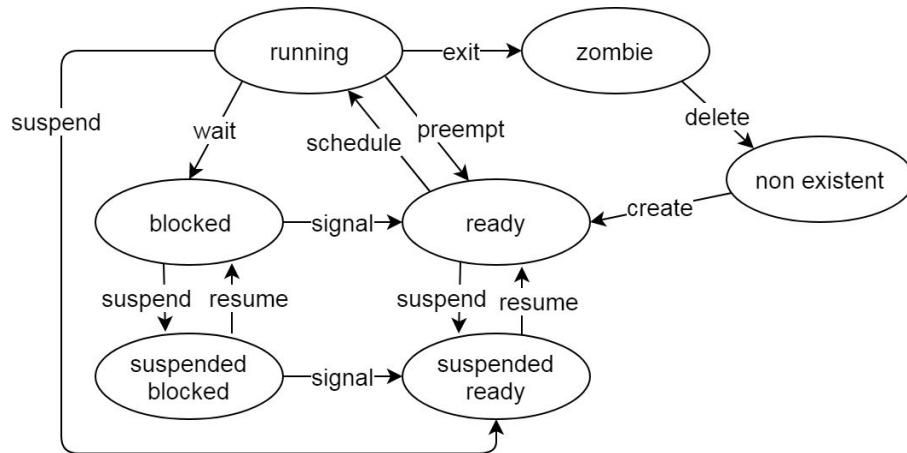 running
exit
zombie
suspend
wait
schedule
preempt
delete
non existent
create
blocked
signal
ready
suspend
resume
suspend
resume
suspended
blocked
signal
suspended
ready